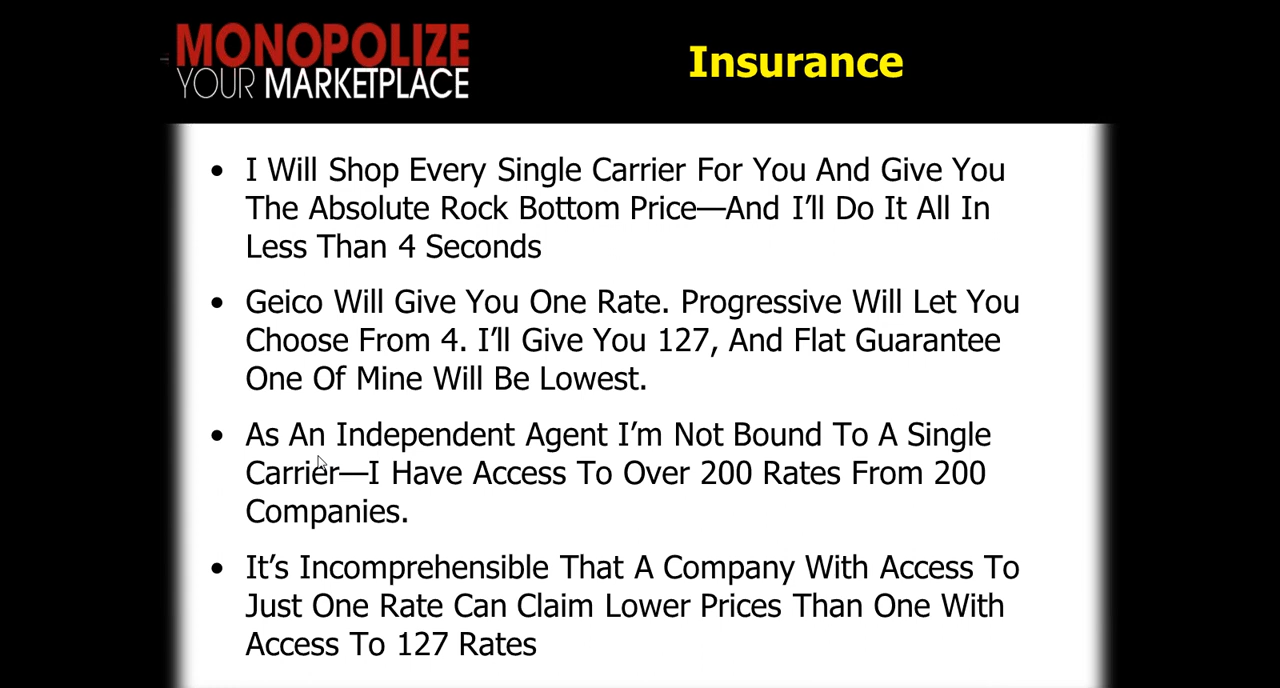 MONOPOLIZE
YOUR MARKETPLACE
Insurance
• I Will Shop Every Single Carrier For You And Give You
The Absolute Rock Bottom Price—And I’ll Do It All In
Less Than 4 Seconds
• Geico Will Give You One Rate. Progressive Will Let You
Choose From 4. I’ll Give You 127, And Flat Guarantee
One Of Mine Will Be Lowest.
• As An Independent Agent I’m Not Bound To A Single
Carrier—I Have Access To Over 200 Rates From 200
Companies.
• It’s Incomprehensible That A Company With Access To
Just One Rate Can Claim Lower Prices Than One With
Access To 127 Rates